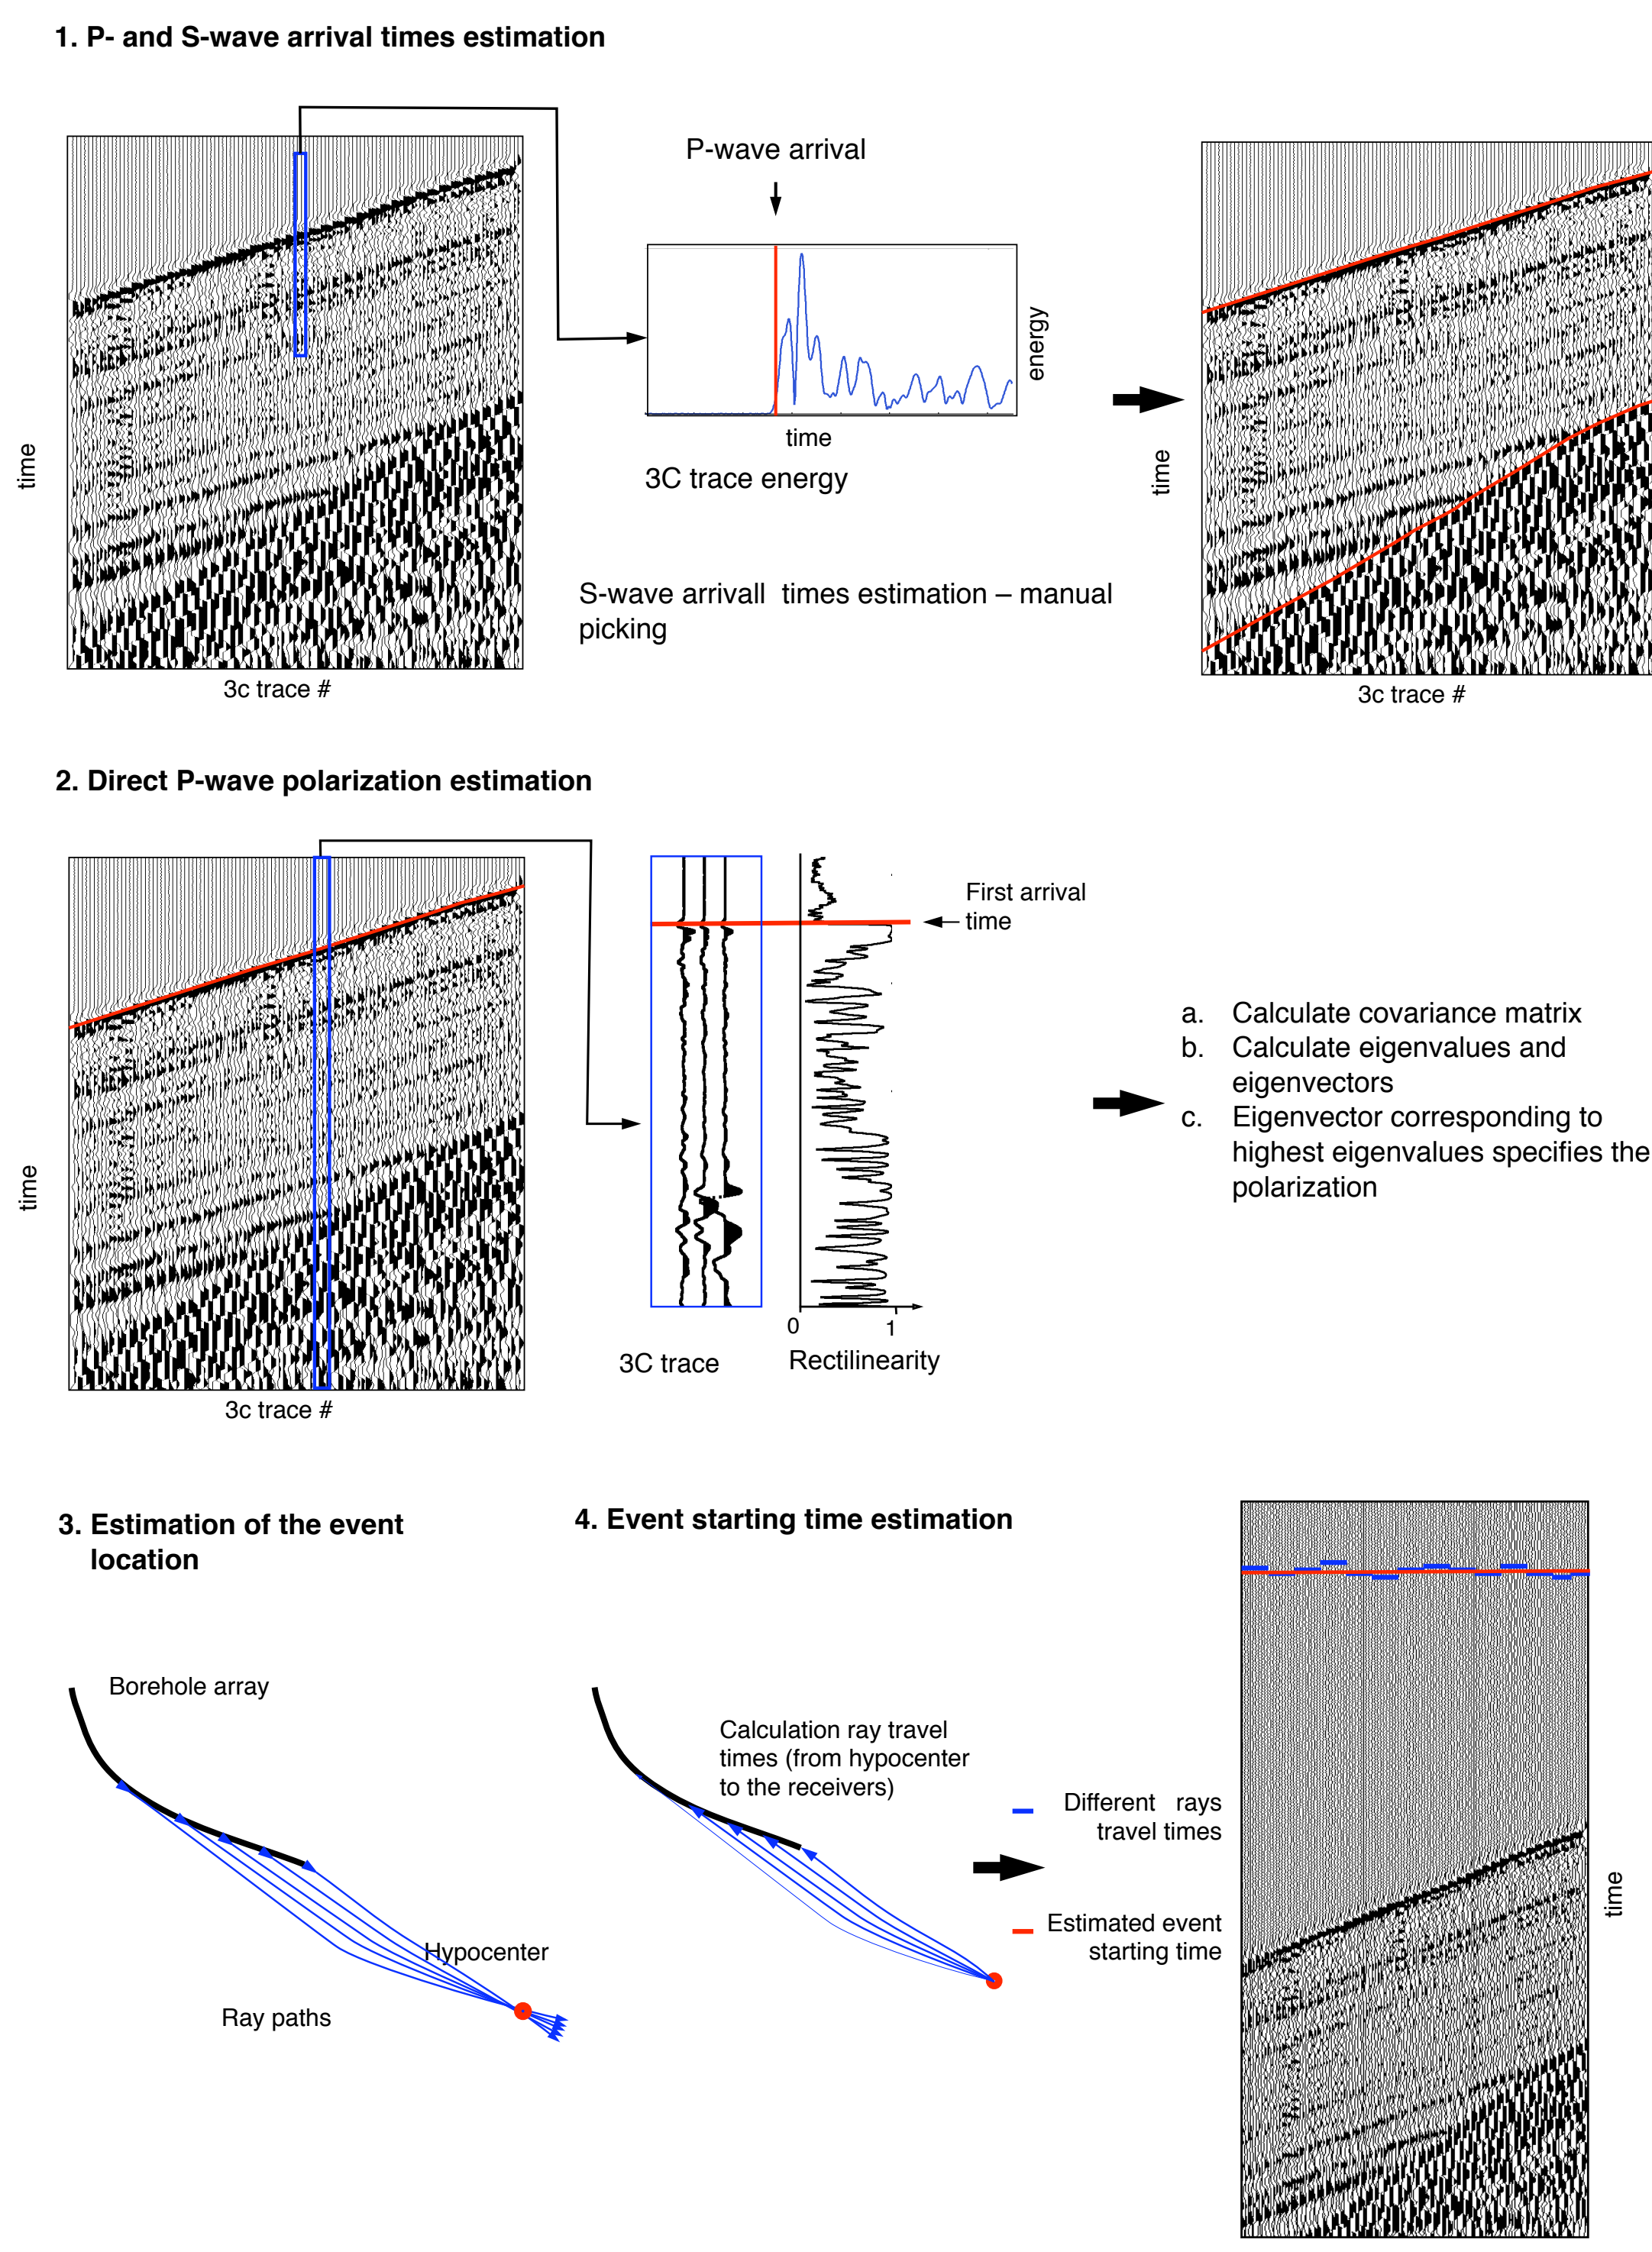 1. P- and S-wave arrival times estimation
P-wave arrival
time
energy
time
3C trace energy
time
S-wave arrivall  times estimation – manual
picking
3c trace #
3c trace #
2. Direct P-wave polarization estimation
First arrival
time
a. Calculate covariance matrix
b. Calculate eigenvalues and
eigenvectors
c. Eigenvector corresponding to
highest eigenvalues specifies the
polarization
time
0
1
3C trace
Rectilinearity
3c trace #
3. Estimation of the event
location
4. Event starting time estimation
Borehole array
Hypocenter
Ray paths
Calculation ray travel
times (from hypocenter
to the receivers)
Different rays
travel times
Estimated event
starting time
time